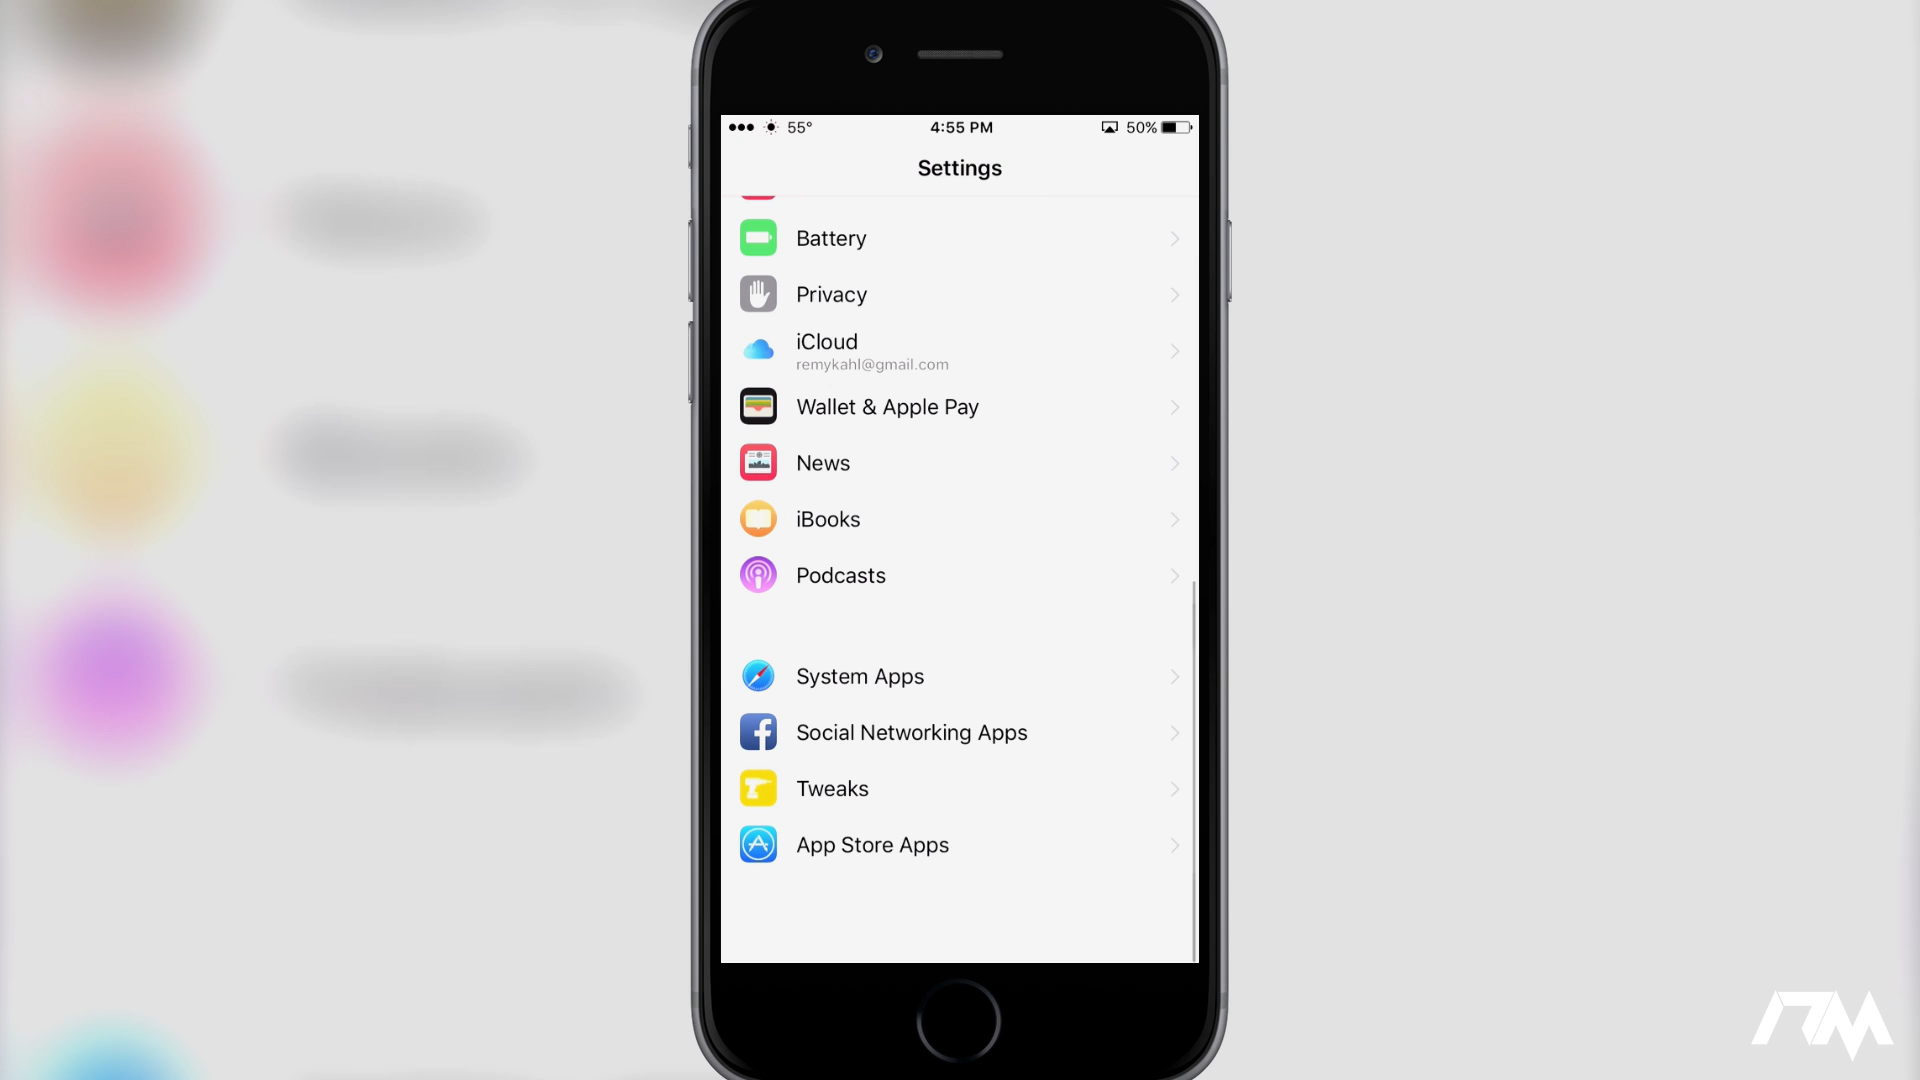 55°
4:55 PM
50%
Settings
Battery
Privacy
iCloud
remykahl@gmail.com
Wallet & Apple Pay
News
iBooks
Podcasts
System Apps
Social Networking Apps
Tweaks
App Store Apps